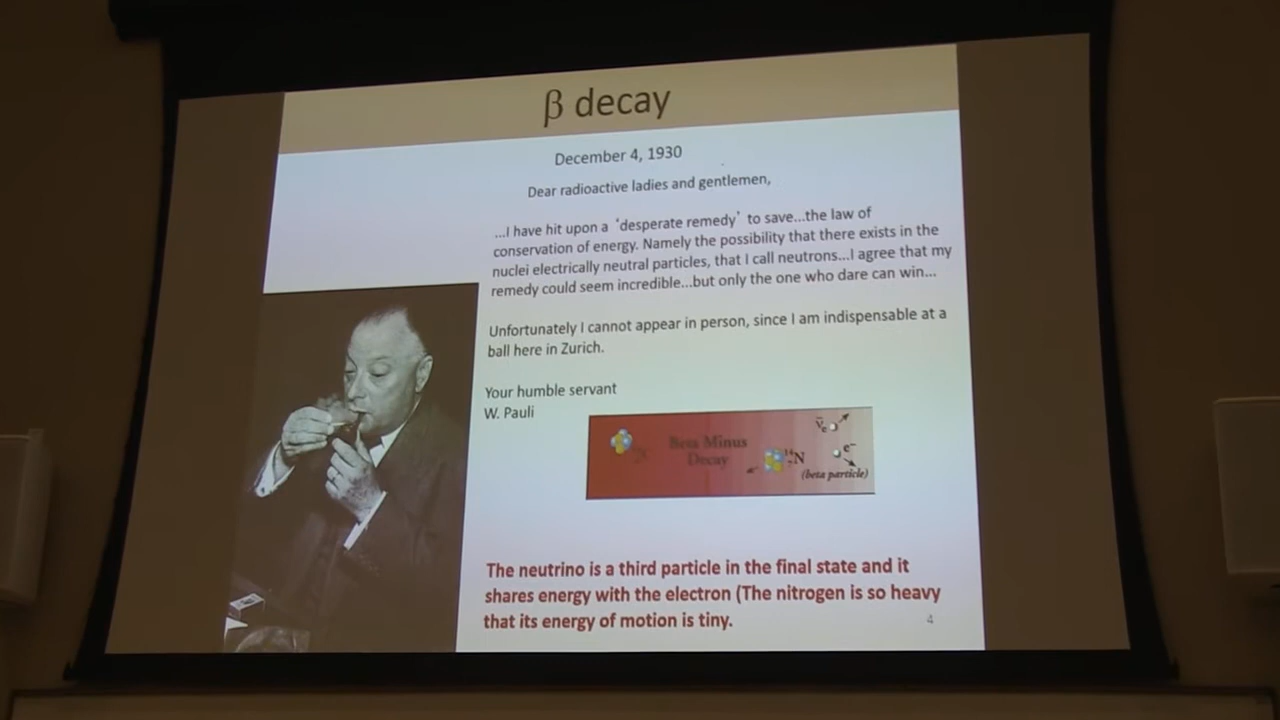 β decay
December 4, 1930
Dear radioactive ladies and gentlemen,
...I have hit upon a ‘desperate remedy’ to save...the law of
conservation of energy. Namely the possibility that there exists in the
nuclei electrically neutral particles, that I call neutrons...I agree that my
remedy could seem incredible...but only the one who dare can win...
Unfortunately I cannot appear in person, since I am indispensable at a
ball here in Zurich.
Your humble servant
W. Pauli
Beta Minus
Decay
N
ν̄e
e⁻
(beta particle)
The neutrino is a third particle in the final state and it
shares energy with the electron (The nitrogen is so heavy
that its energy of motion is tiny.
4